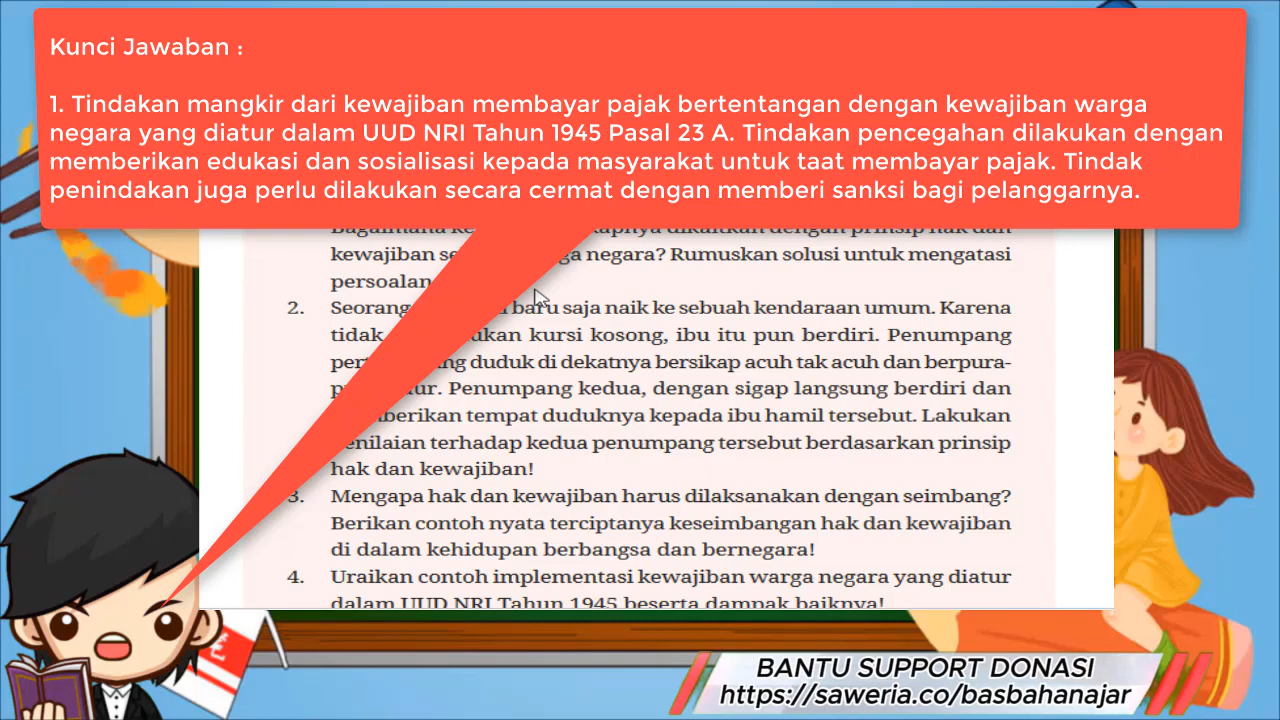 Kunci Jawaban :
1. Tindakan mangkir dari kewajiban membayar pajak bertentangan dengan kewajiban warga
negara yang diatur dalam UUD NRI Tahun 1945 Pasal 23 A. Tindakan pencegahan dilakukan dengan
memberikan edukasi dan sosialisasi kepada masyarakat untuk taat membayar pajak. Tindak
penindakan juga perlu dilakukan secara cermat dengan memberi sanksi bagi pelanggarnya.
dikaitkan dengan prinsip hak dan
kewajiban negara? Rumuskan solusi untuk mengatasi
persoalan
2. Seorang baru saja naik ke sebuah kendaraan umum. Karena
tidak kursi kosong, ibu itu pun berdiri. Penumpang
duduk di dekatnya bersikap acuh tak acuh dan berpura-
Penumpang kedua, dengan sigap langsung berdiri dan
tempat duduknya kepada ibu hamil tersebut. Lakukan
penilaian terhadap kedua penumpang tersebut berdasarkan prinsip
hak dan kewajiban!
3. Mengapa hak dan kewajiban harus dilaksanakan dengan seimbang?
Berikan contoh nyata terciptanya keseimbangan hak dan kewajiban
di dalam kehidupan berbangsa dan bernegara!
4. Uraikan contoh implementasi kewajiban warga negara yang diatur
dalam UUD NRI Tahun 1945 beserta dampak baiknya!
BANTU SUPPORT DONASI
https://saweria.co/basbahanajar